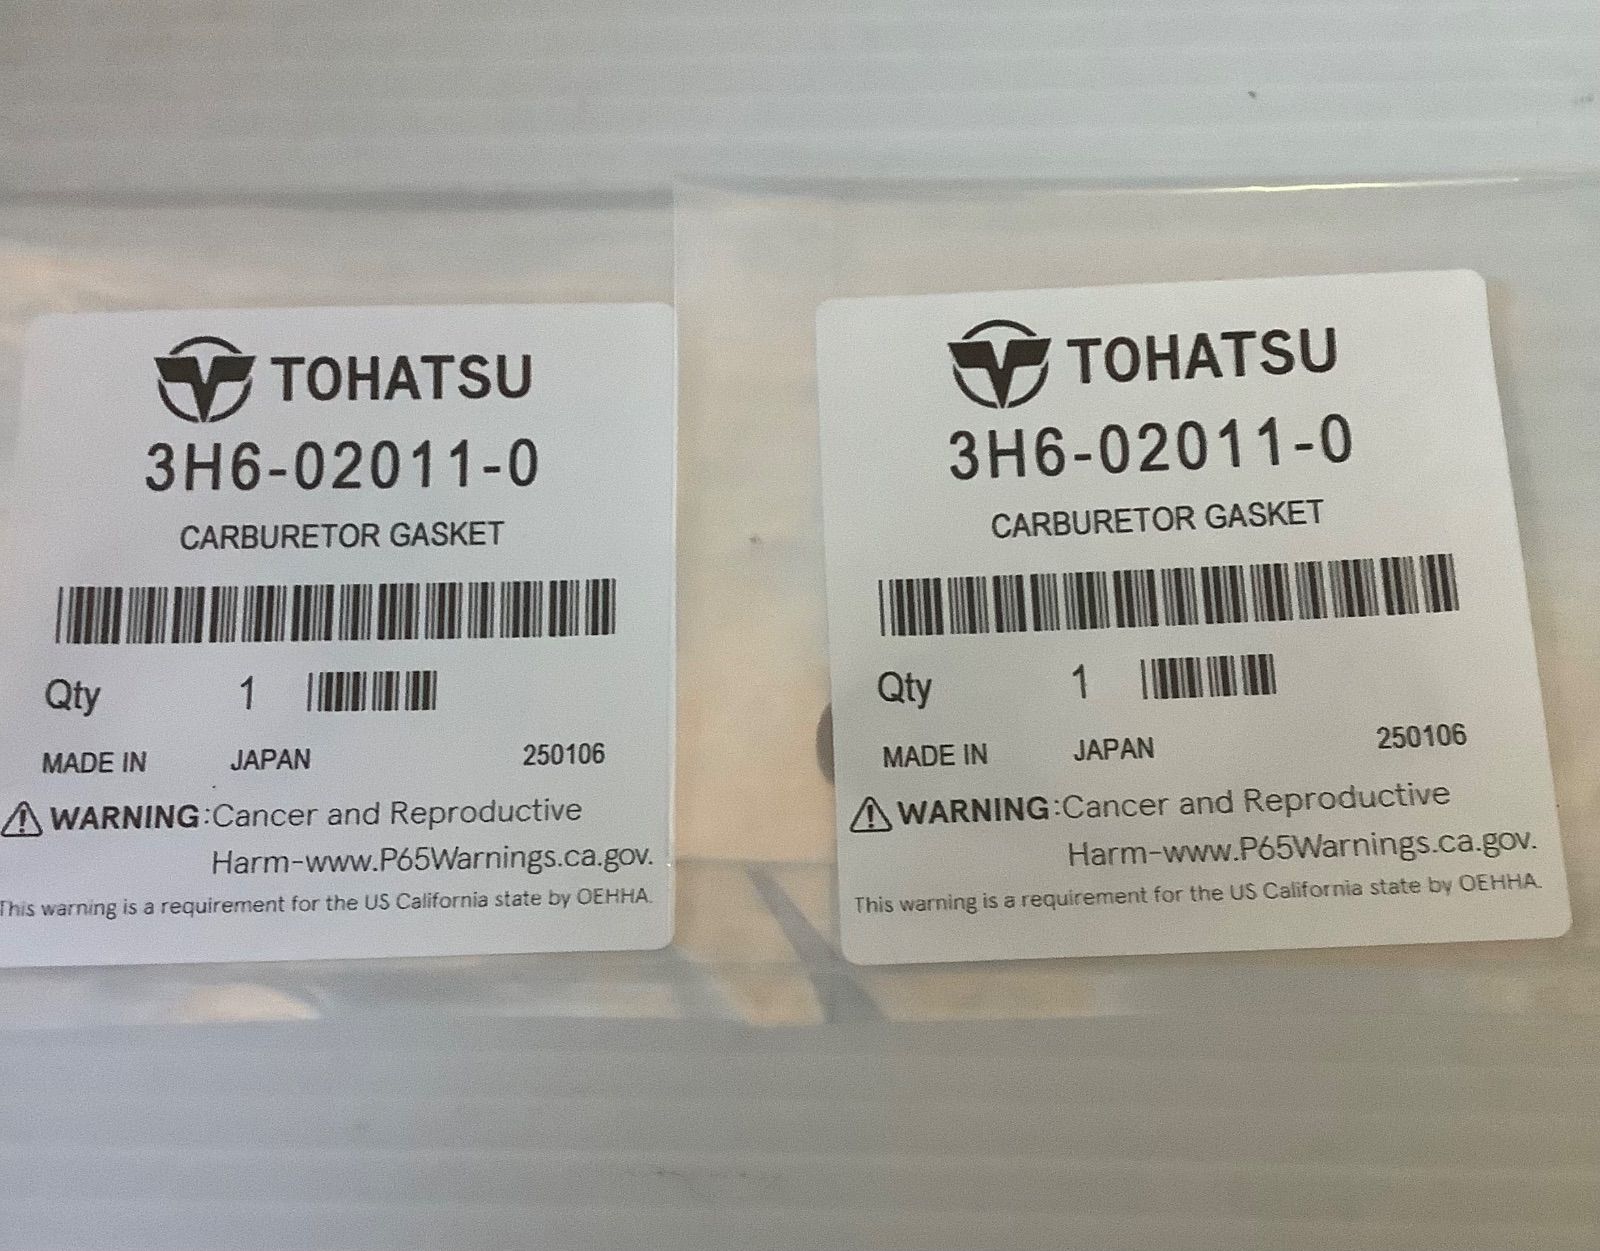 TOHATSU
3H6-02011-0
CARBURETOR GASKET
Qty 1
MADE IN JAPAN 250106
WARNING:Cancer and Reproductive
Harm-www.P65Warnings.ca.gov.
This warning is a requirement for the US California state by OEHHA.
TOHATSU
3H6-02011-0
CARBURETOR GASKET
Qty 1
MADE IN JAPAN 250106
WARNING:Cancer and Reproductive
Harm-www.P65Warnings.ca.gov.
This warning is a requirement for the US California state by OEHHA.